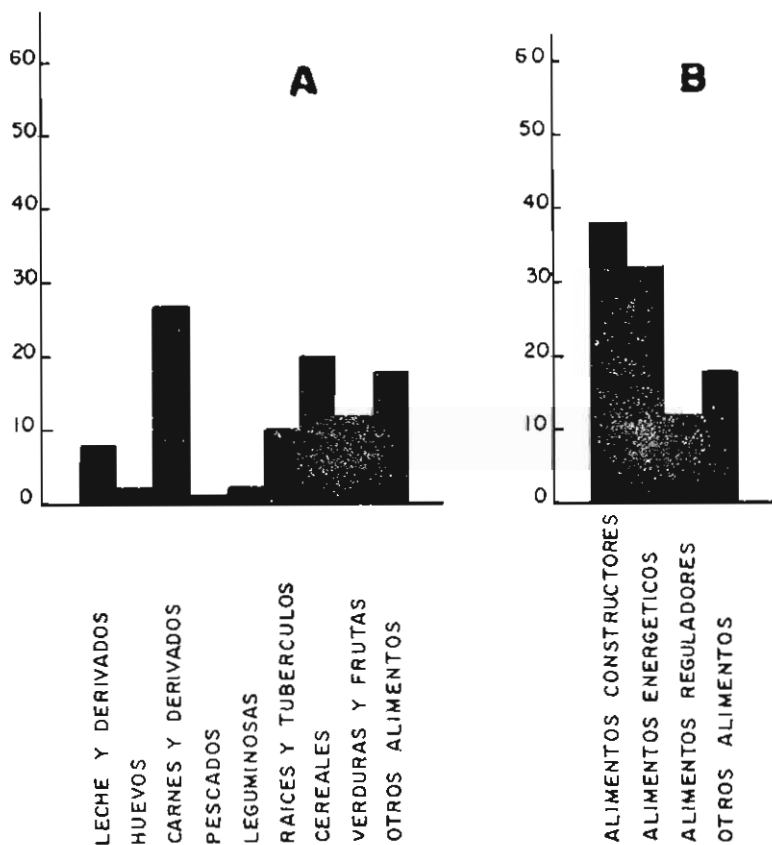 A
60
50
40
30
20
10
0
LECHE Y DERIVADOS
HUEVOS
CARNES Y DERIVADOS
PESCADOS
LEGUMINOSAS
RAICES Y TUBERCULOS
CEREALES
VERDURAS Y FRUTAS
OTROS ALIMENTOS
B
60
50
40
30
20
10
0
ALIMENTOS CONSTRUCTORES
ALIMENTOS ENERGETICOS
ALIMENTOS REGULADORES
OTROS ALIMENTOS